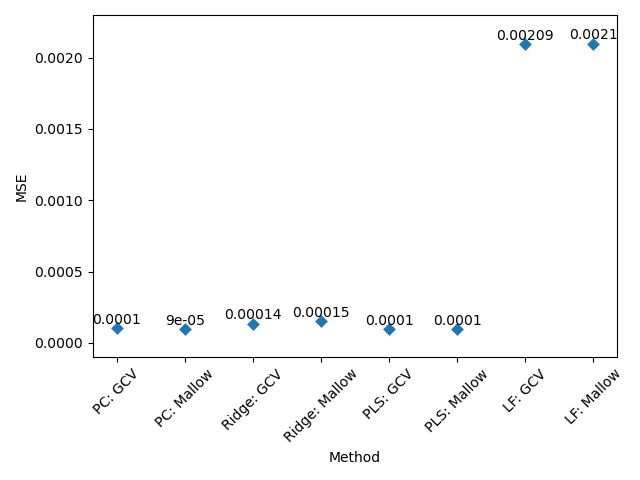 0.00209
0.0021
0.0020
0.0015
0.0010
0.0005
0.0000
MSE
0.0001
9e-05
0.00014
0.00015
0.0001
0.0001
PC: GCV
PC: Mallow
Ridge: GCV
Ridge: Mallow
PLS: GCV
PLS: Mallow
LF: GCV
LF: Mallow
Method